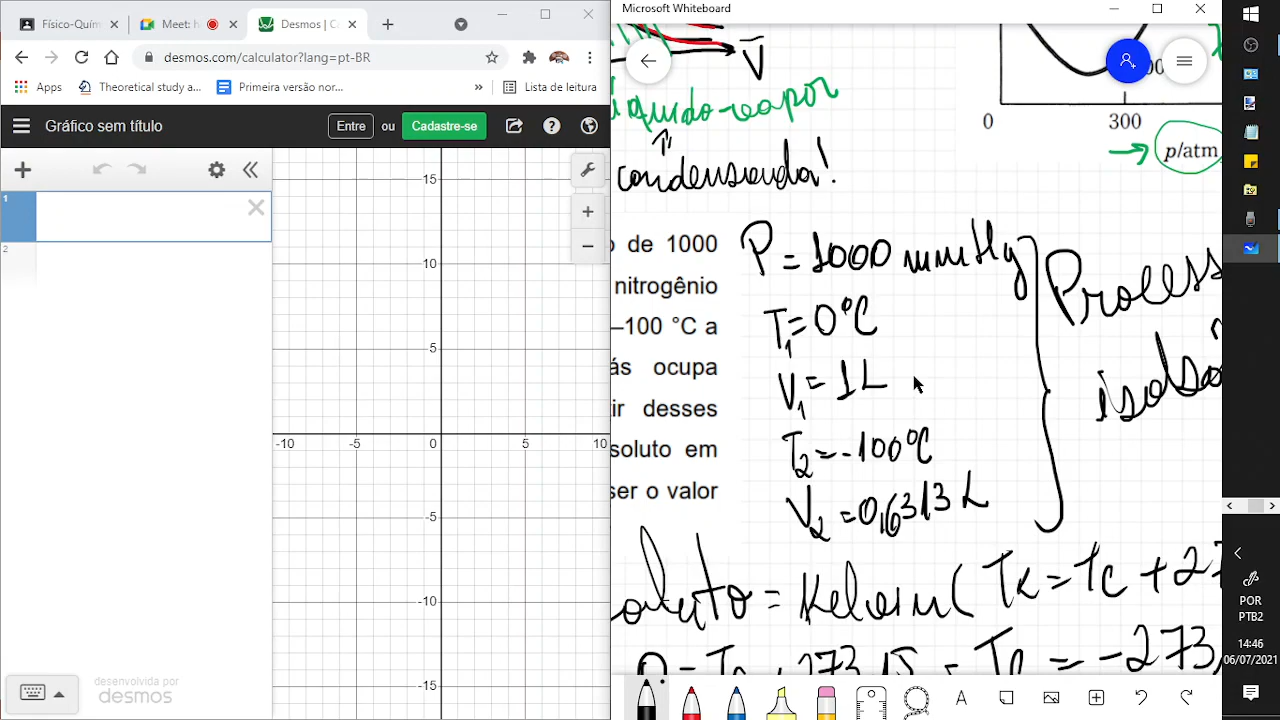 Físico-Quím
Meet: h
Desmos | C
desmos.com/calculator?lang=pt-BR
Apps
Theoretical study a...
Primeira versão nor...
Lista de leitura
Gráfico sem título
Entre
ou
Cadastre-se
1
2
desenvolvida por
desmos
15
10
5
-10
-5
0
5
10
-5
-10
-15
Microsoft Whiteboard
V̄
quido-vapor
condensando!
0
300
p/atm
o de 1000
nitrogênio
–100 °C a
ás ocupa
ir desses
soluto em
ser o valor
P = 1000 mmHg
T1 = 0°C
V1 = 1L
T2 = -100°C
V2 = 0,6313 L
Process
isobá
oluto = Kelvin ( TK = TC + 27
0 = Tc + 273,15 = Tc = -273,
A
POR
PTB2
14:46
06/07/2021